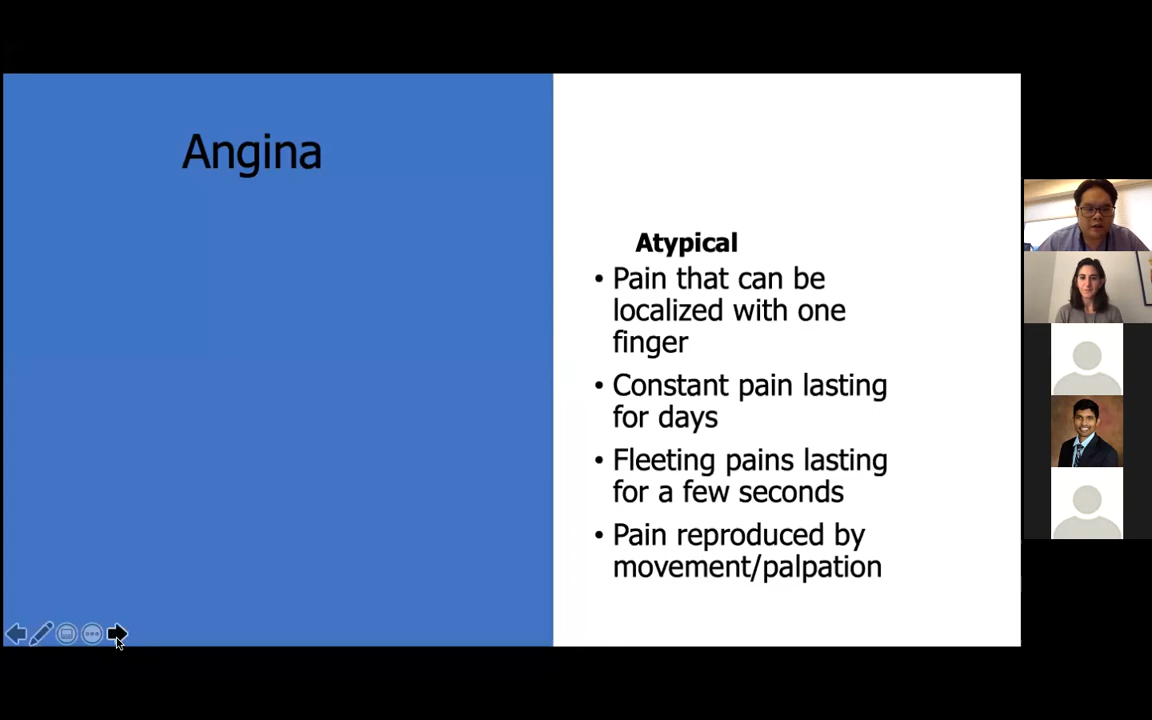 Angina
Atypical
• Pain that can be
localized with one
finger
• Constant pain lasting
for days
• Fleeting pains lasting
for a few seconds
• Pain reproduced by
movement/palpation